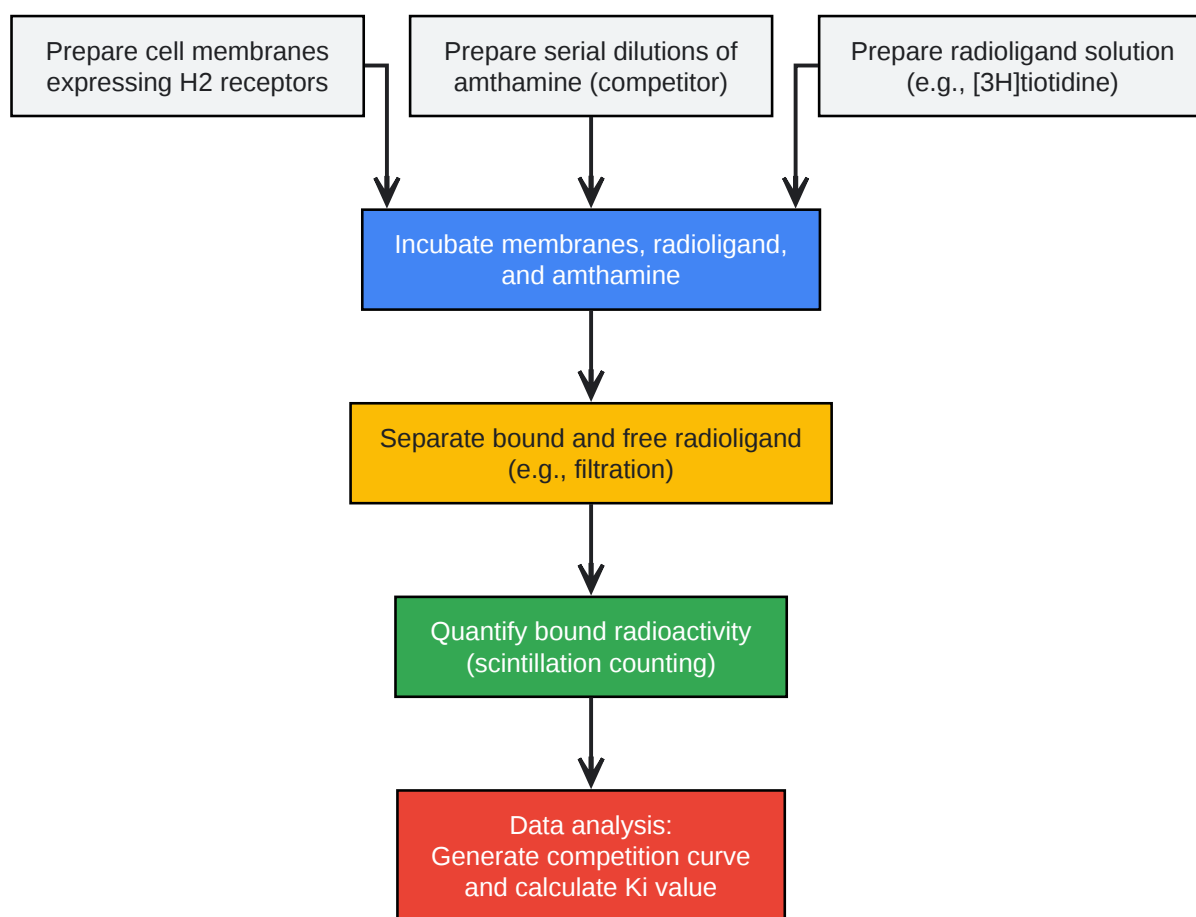 Prepare cell membranes
expressing H2 receptors
Prepare serial dilutions of
amthamine (competitor)
Prepare radioligand solution
(e.g., [3H]tiotidine)
Incubate membranes, radioligand,
and amthamine
Separate bound and free radioligand
(e.g., filtration)
Quantify bound radioactivity
(scintillation counting)
Data analysis:
Generate competition curve
and calculate Ki value